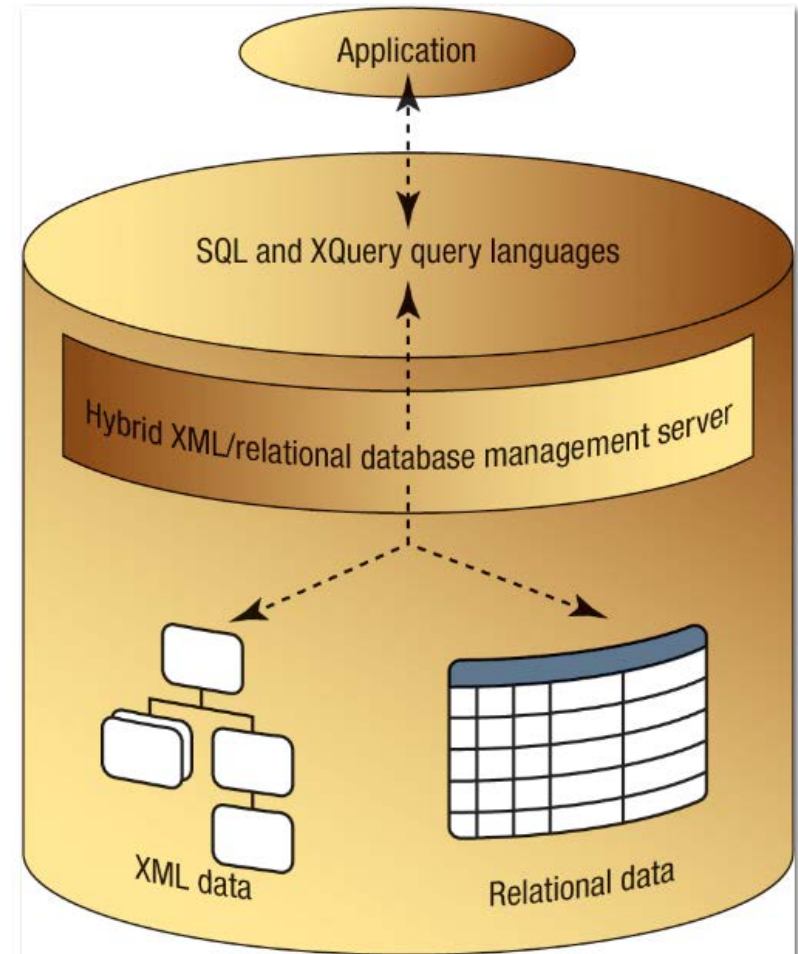 Application
SQL and XQuery query languages
Hybrid XML/relational database management server
XML data
Relational data